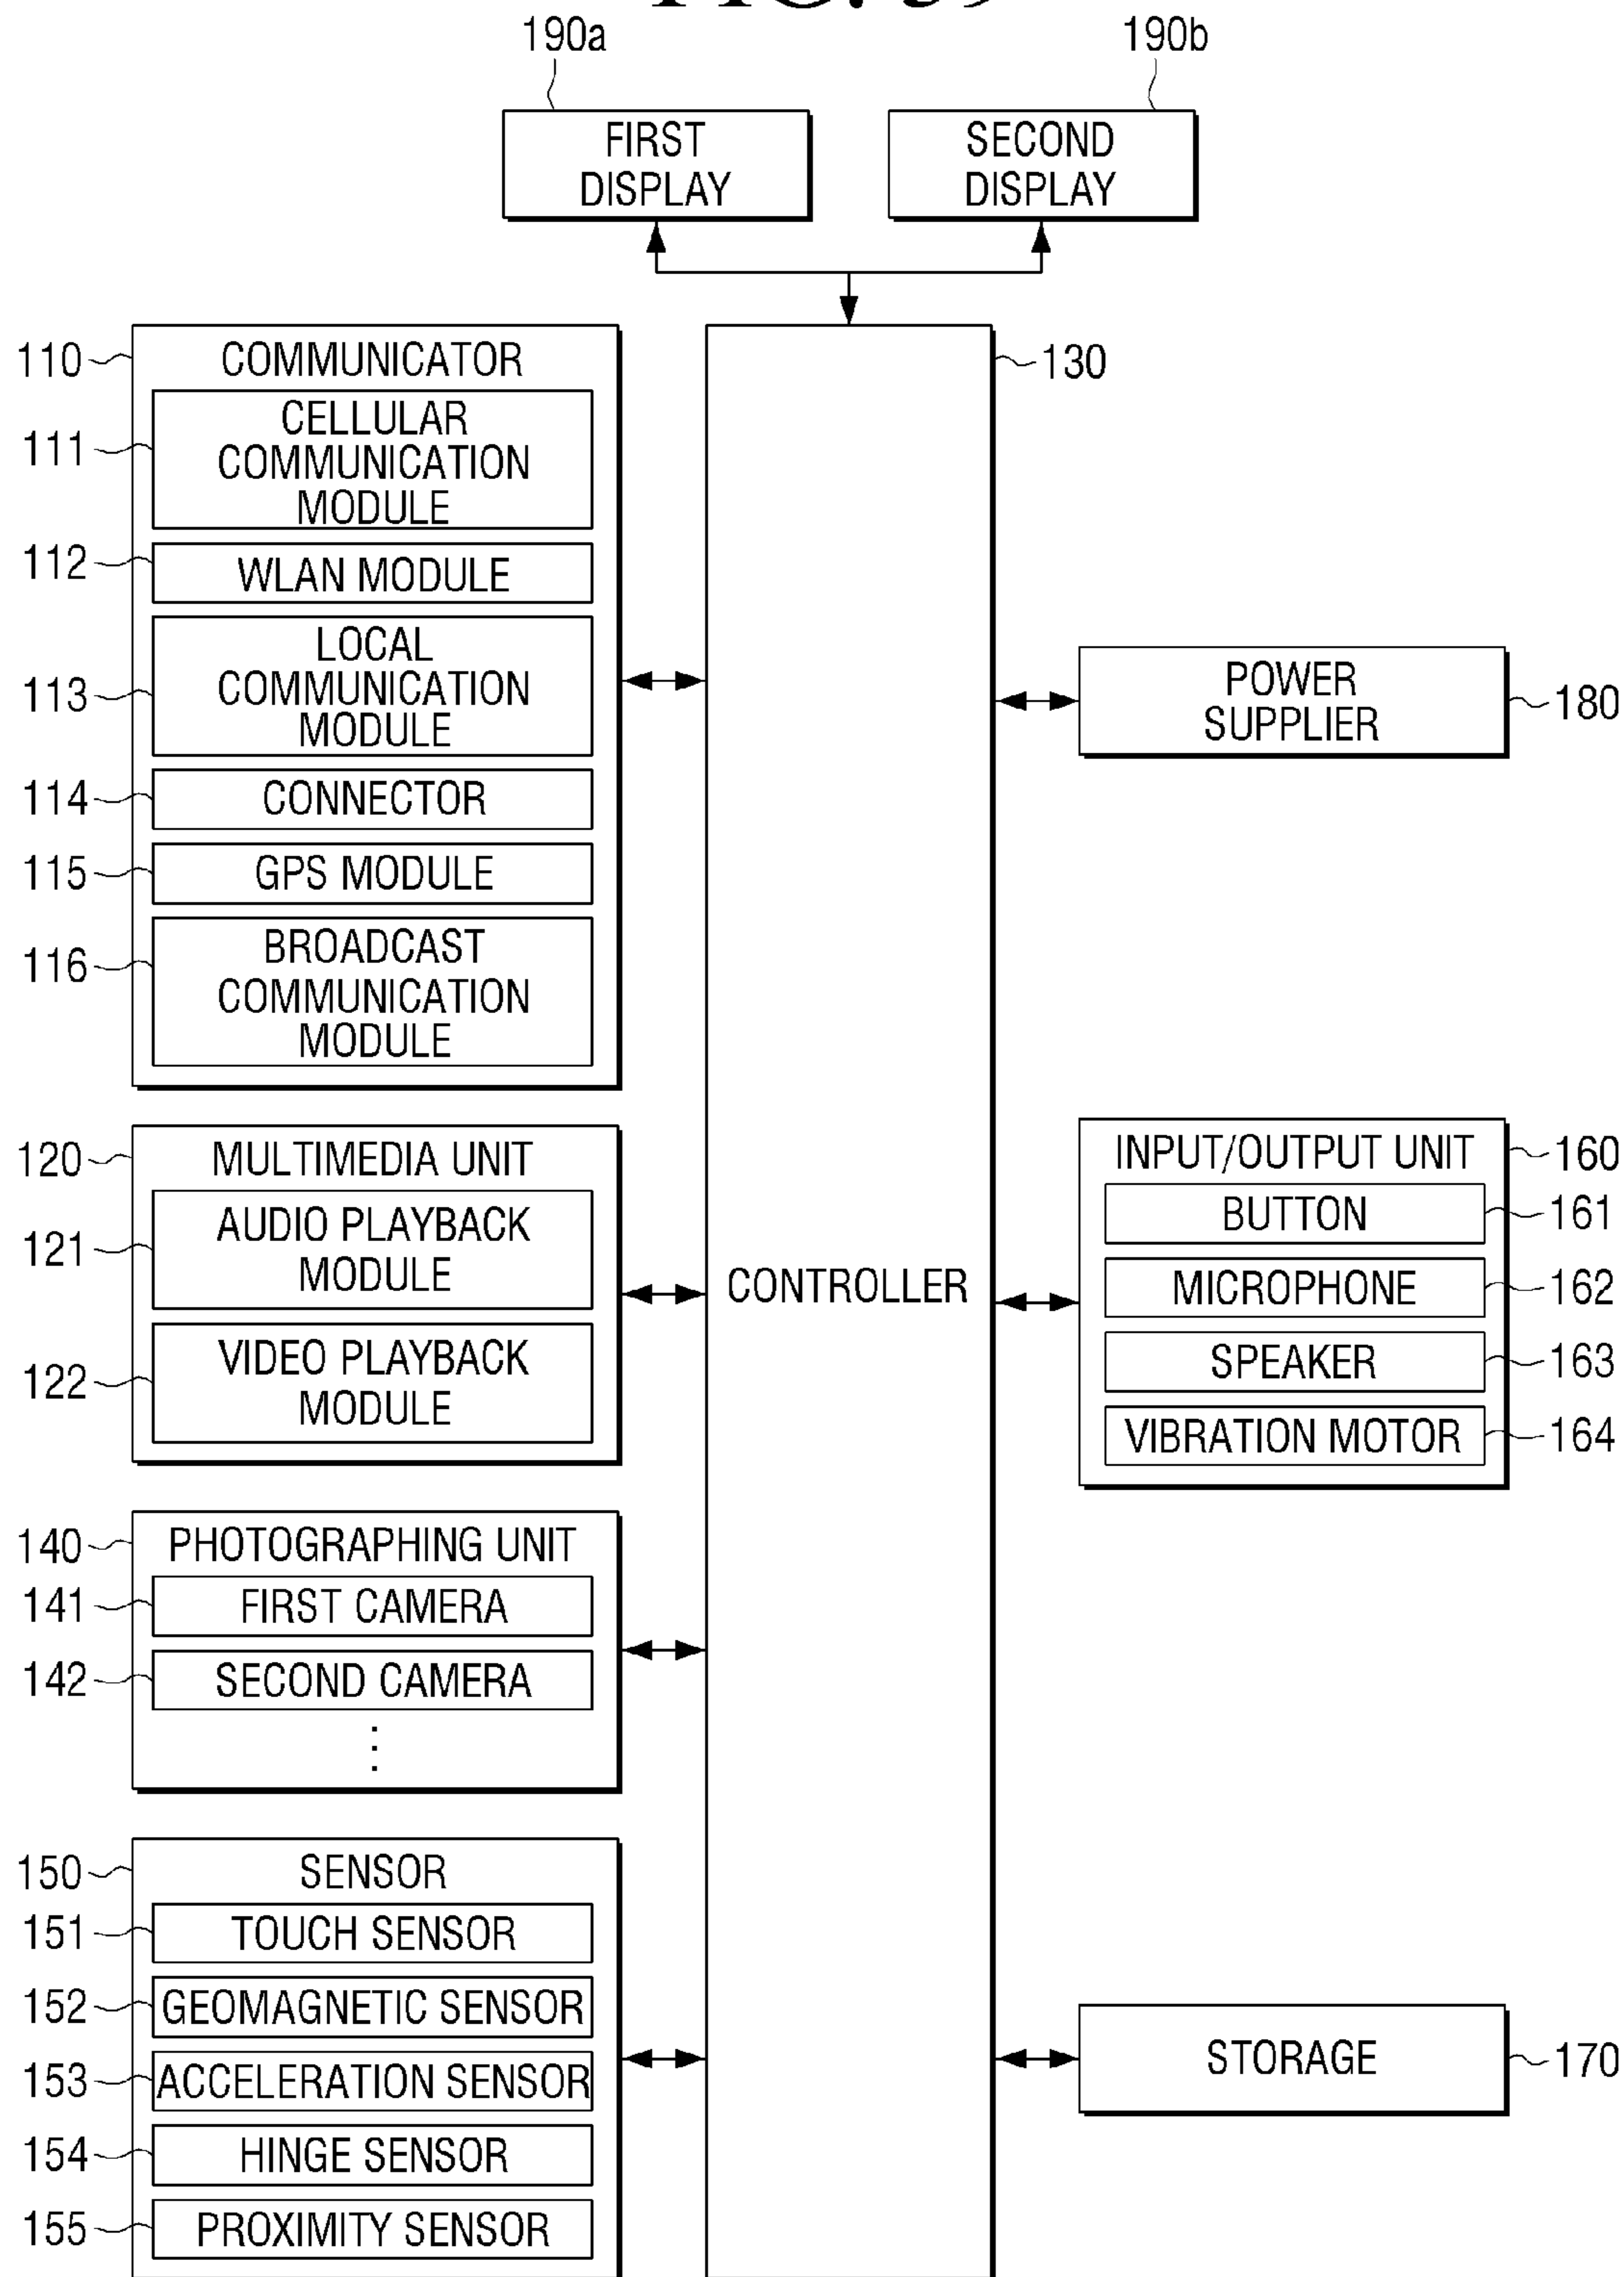 190a
190b
FIRST
DISPLAY
SECOND
DISPLAY
110
COMMUNICATOR
111
CELLULAR
COMMUNICATION
MODULE
112
WLAN MODULE
113
LOCAL
COMMUNICATION
MODULE
114
CONNECTOR
115
GPS MODULE
116
BROADCAST
COMMUNICATION
MODULE
120
MULTIMEDIA UNIT
121
AUDIO PLAYBACK
MODULE
122
VIDEO PLAYBACK
MODULE
140
PHOTOGRAPHING UNIT
141
FIRST CAMERA
142
SECOND CAMERA
150
SENSOR
151
TOUCH SENSOR
152
GEOMAGNETIC SENSOR
153
ACCELERATION SENSOR
154
HINGE SENSOR
155
PROXIMITY SENSOR
130
CONTROLLER
POWER
SUPPLIER
180
INPUT/OUTPUT UNIT
160
BUTTON
161
MICROPHONE
162
SPEAKER
163
VIBRATION MOTOR
164
STORAGE
170